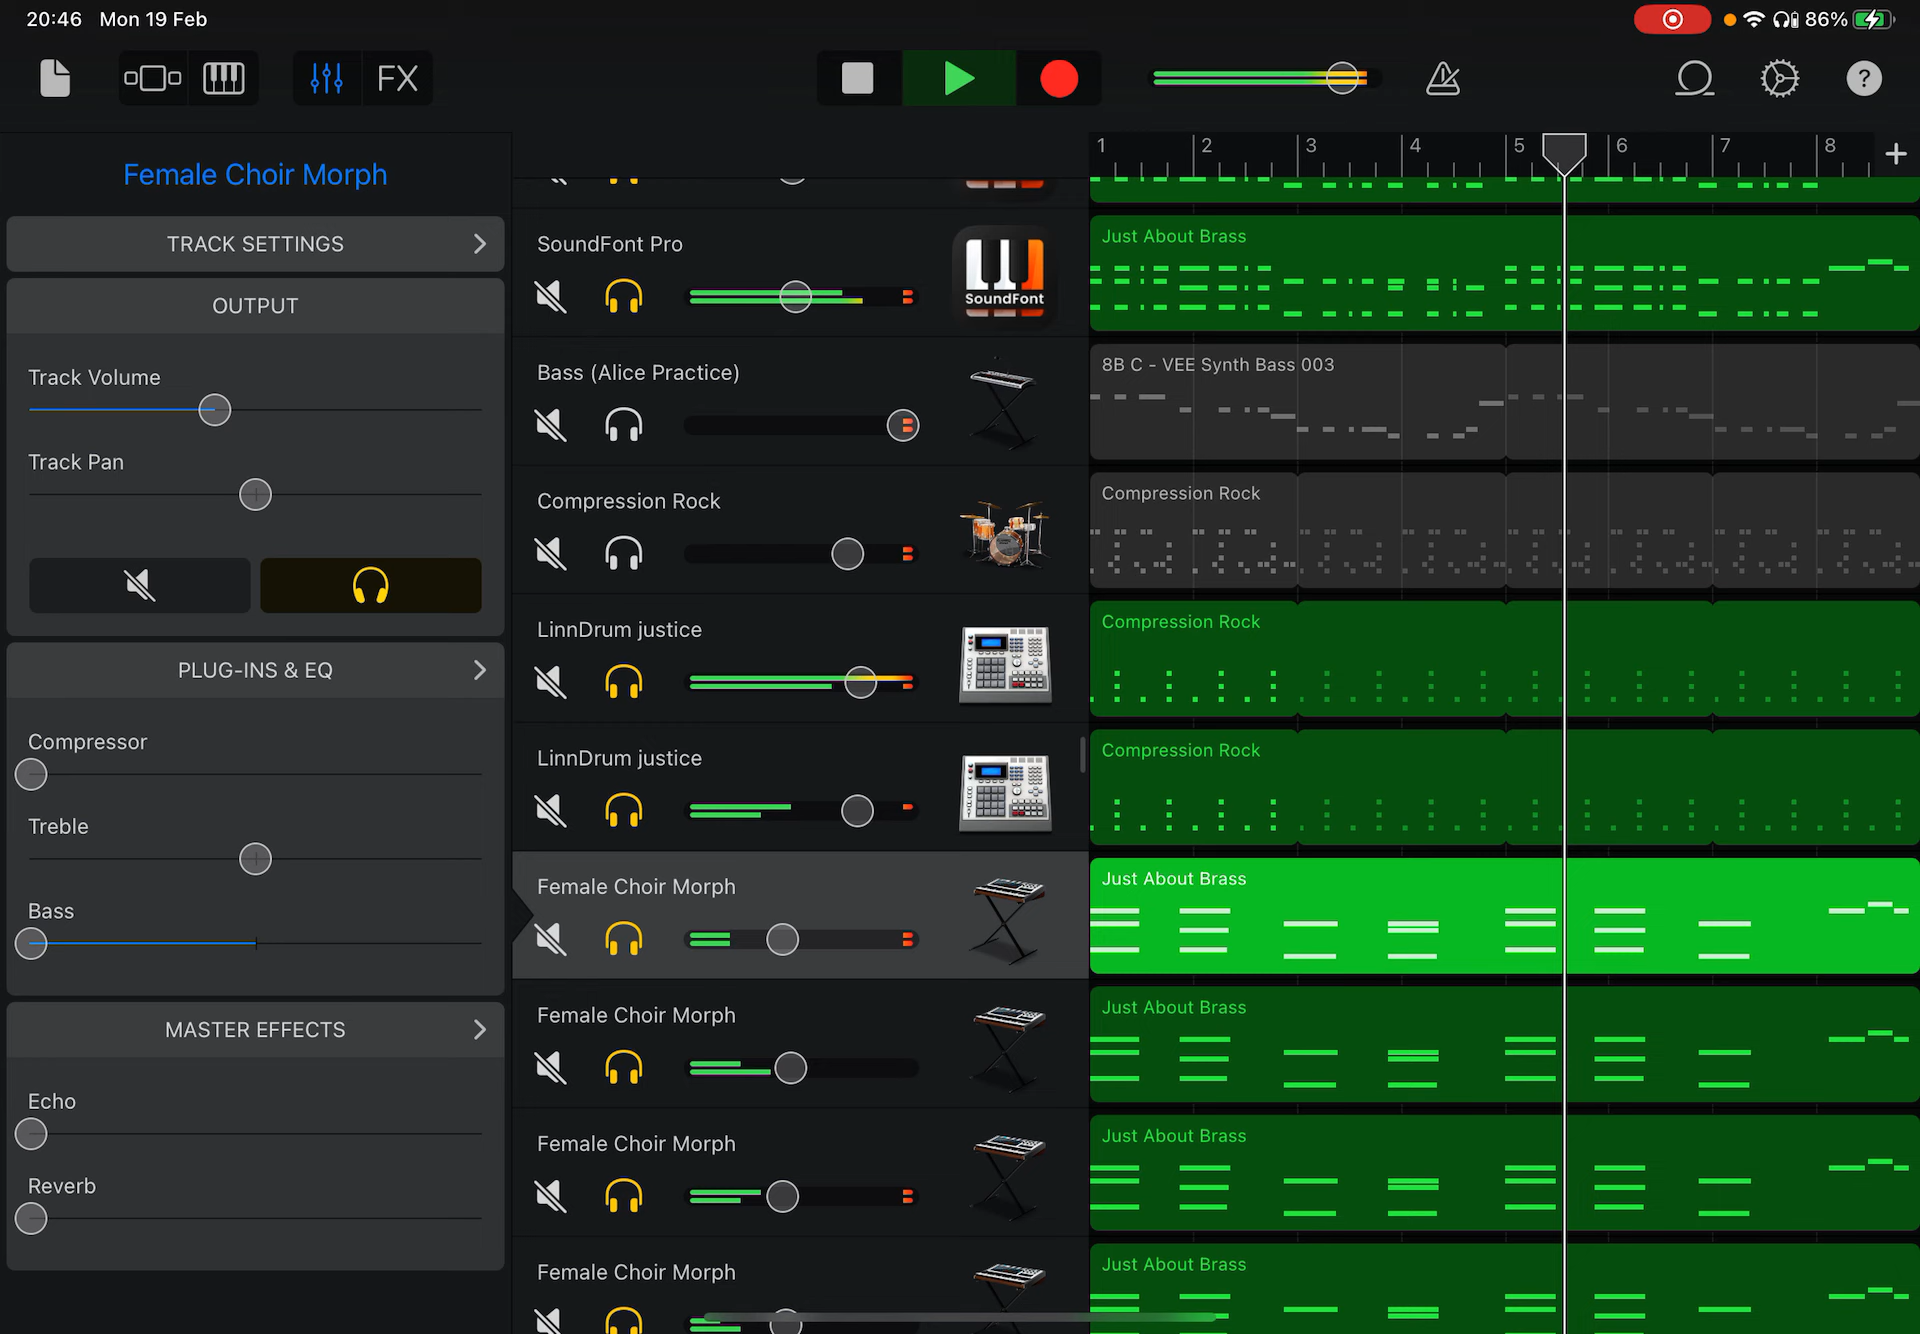 20:46 Mon 19 Feb
86%
FX
?
Female Choir Morph
TRACK SETTINGS
OUTPUT
Track Volume
Track Pan
PLUG-INS & EQ
Compressor
Treble
Bass
MASTER EFFECTS
Echo
Reverb
SoundFont Pro
SoundFont
Bass (Alice Practice)
Compression Rock
LinnDrum justice
LinnDrum justice
Female Choir Morph
Female Choir Morph
Female Choir Morph
Female Choir Morph
1 2 3 4 5 6 7 8 +
Just About Brass
8B C - VEE Synth Bass 003
Compression Rock
Compression Rock
Compression Rock
Just About Brass
Just About Brass
Just About Brass
Just About Brass